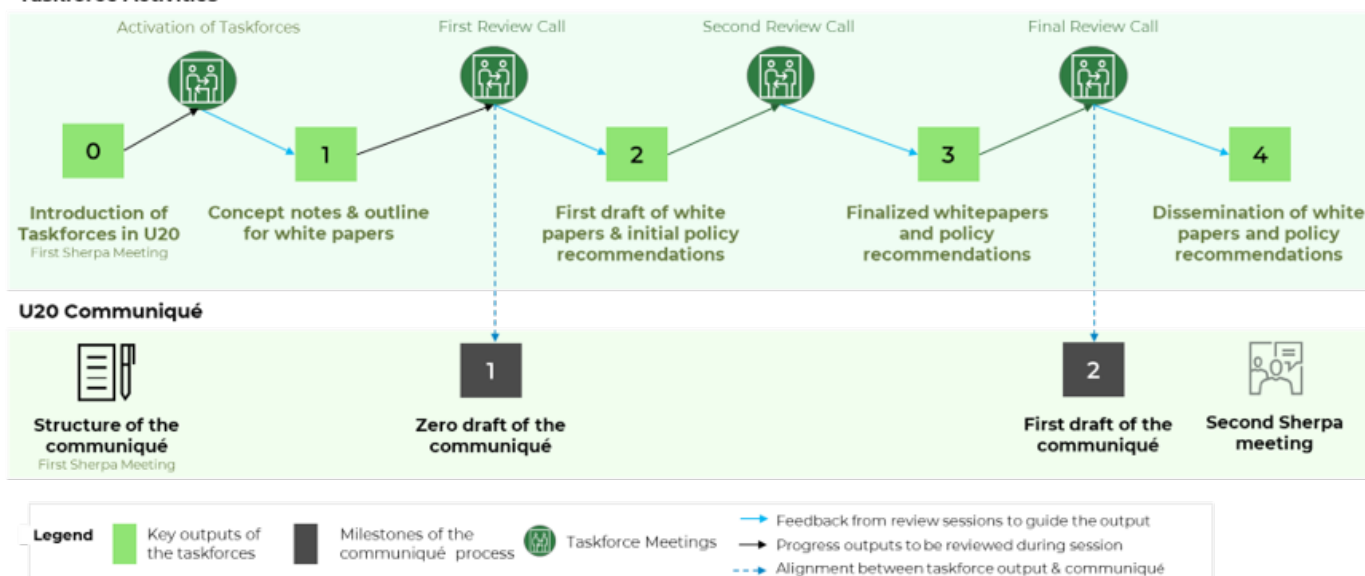 Taskforce Activities
Activation of Taskforces
First Review Call
Second Review Call
Final Review Call
0
1
2
3
4
Introduction of
Taskforces in U20
First Sherpa Meeting
Concept notes & outline
for white papers
First draft of white
papers & initial policy
recommendations
Finalized whitepapers
and policy
recommendations
Dissemination of white
papers and policy
recommendations
U20 Communiqué
1
2
Structure of the
communiqué
First Sherpa Meeting
Zero draft of the
communiqué
First draft of the
communiqué
Second Sherpa
meeting
Legend
Key outputs of
the taskforces
Milestones of the
communiqué process
Taskforce Meetings
Feedback from review sessions to guide the output
Progress outputs to be reviewed during session
Alignment between taskforce output & communiqué